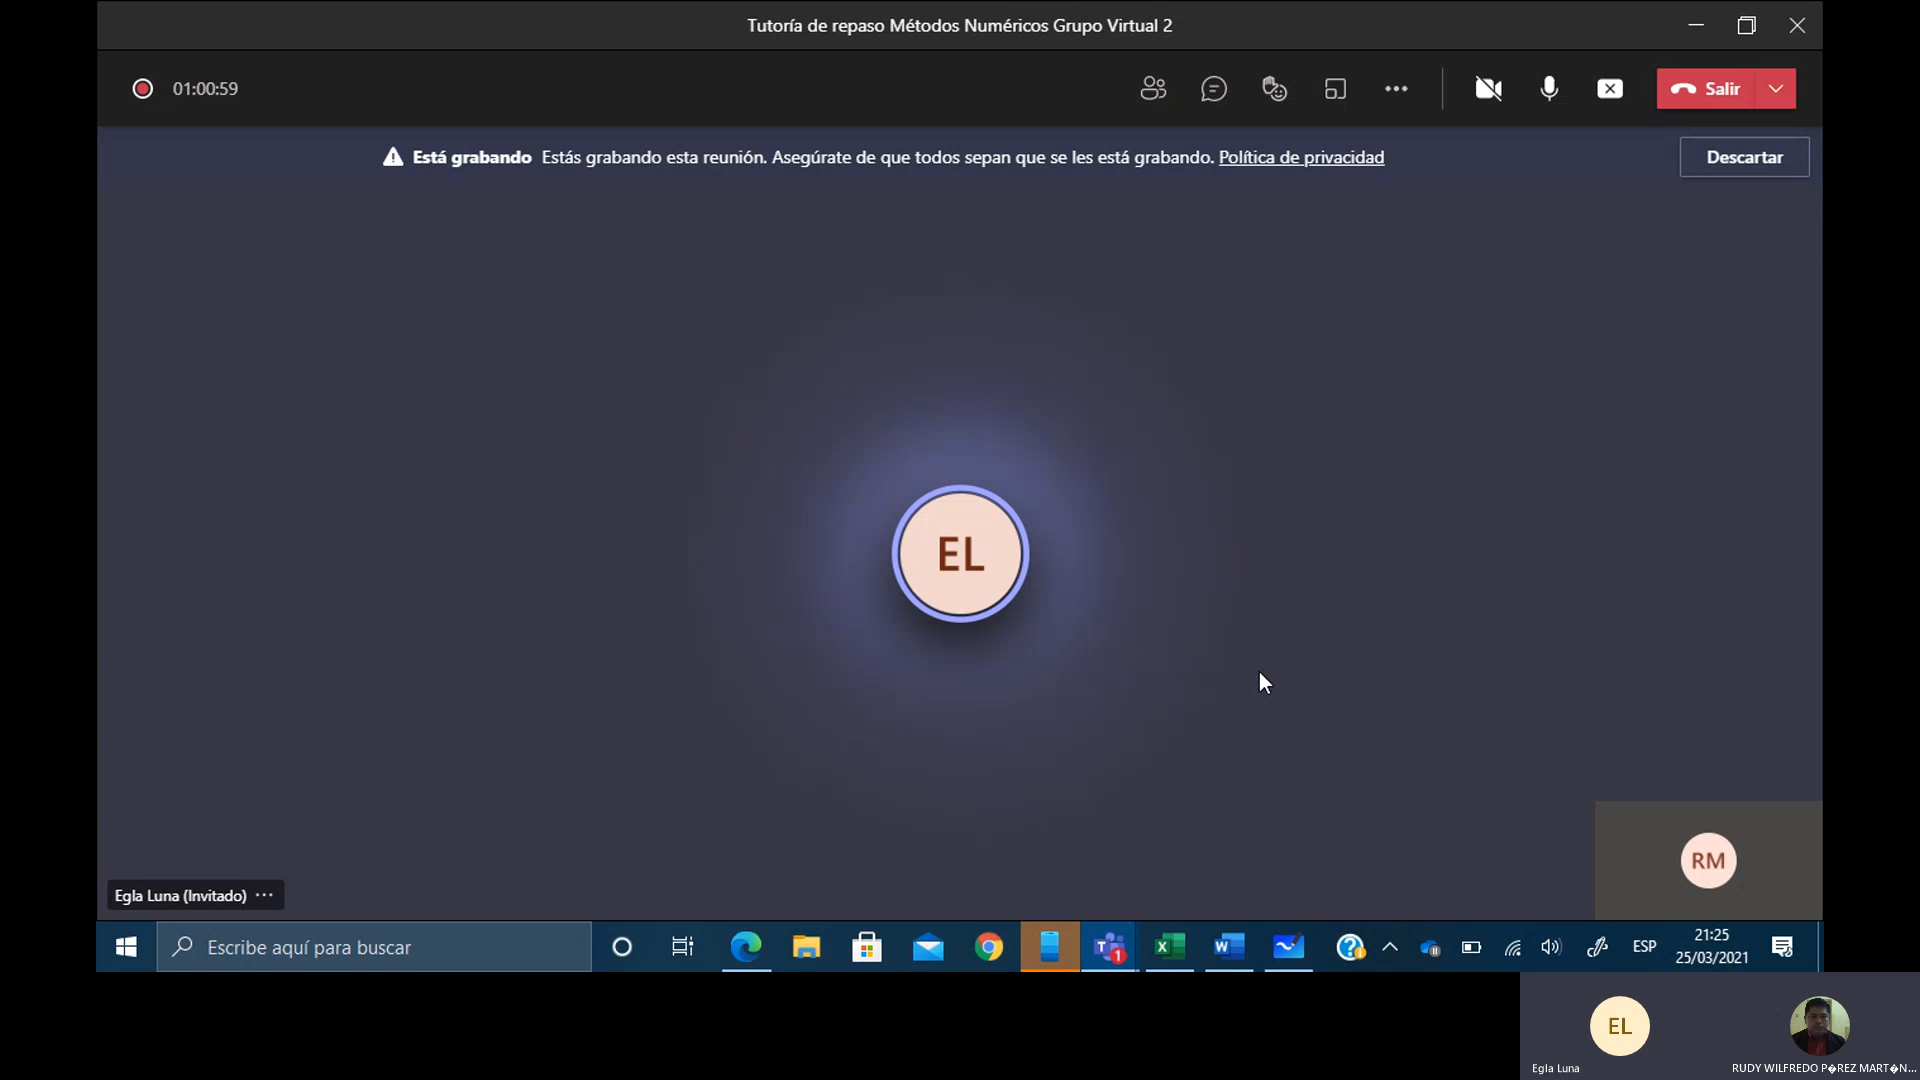 Tutoría de repaso Métodos Numéricos Grupo Virtual 2
01:00:59
Salir
Está grabando Estás grabando esta reunión. Asegúrate de que todos sepan que se les está grabando. Política de privacidad
Descartar
EL
RM
Egla Luna (Invitado) ···
Escribe aquí para buscar
T
1
X
W
?
ESP
21:25
25/03/2021
EL
Egla Luna
RUDY WILFREDO P�REZ MART�N...